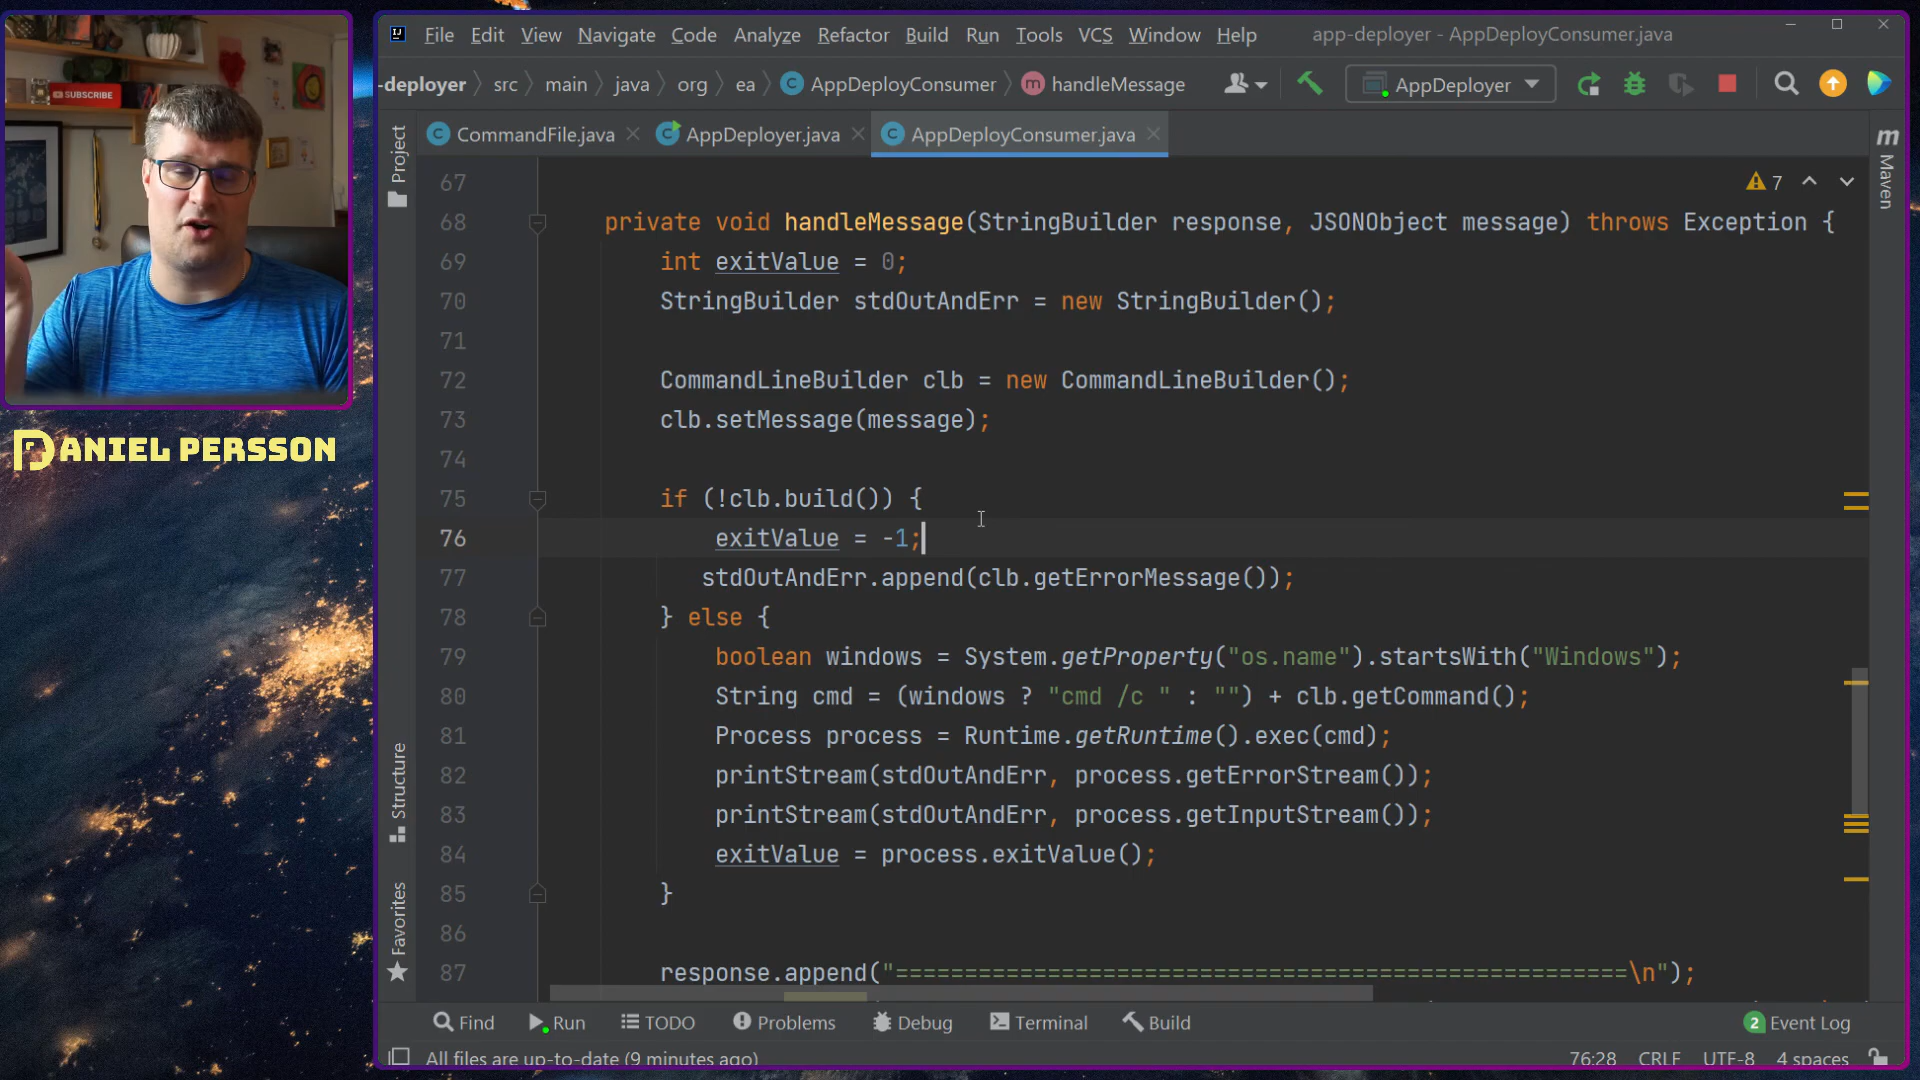 File Edit View Navigate Code Analyze Refactor Build Run Tools VCS Window Help app-deployer - AppDeployConsumer.java
-deployer src main java org ea AppDeployConsumer handleMessage AppDeployer
SUBSCRIBE
DANIEL PERSSON
CommandFile.java AppDeployer.java AppDeployConsumer.java
Project
Structure
Favorites
Maven
7
67
68 private void handleMessage(StringBuilder response, JSONObject message) throws Exception {
69 int exitValue = 0;
70 StringBuilder stdOutAndErr = new StringBuilder();
71
72 CommandLineBuilder clb = new CommandLineBuilder();
73 clb.setMessage(message);
74
75 if (!clb.build()) {
76 exitValue = -1;
77 stdOutAndErr.append(clb.getErrorMessage());
78 } else {
79 boolean windows = System.getProperty("os.name").startsWith("Windows");
80 String cmd = (windows ? "cmd /c " : "") + clb.getCommand();
81 Process process = Runtime.getRuntime().exec(cmd);
82 printStream(stdOutAndErr, process.getErrorStream());
83 printStream(stdOutAndErr, process.getInputStream());
84 exitValue = process.exitValue();
85 }
86
87 response.append("=====================================================\n");
Find Run TODO Problems Debug Terminal Build 2 Event Log
All files are up-to-date (9 minutes ago) 76:28 CRLF UTF-8 4 spaces